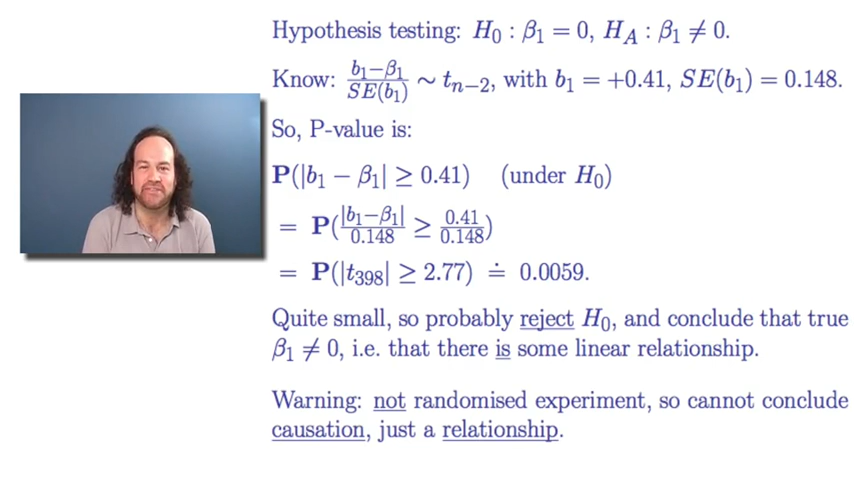 Hypothesis testing: H₀ : β₁ = 0, H_A : β₁ ≠ 0.
Know: (b₁−β₁)/SE(b₁) ∼ tₙ₋₂, with b₁ = +0.41, SE(b₁) = 0.148.
So, P-value is:
P(|b₁ − β₁| ≥ 0.41) (under H₀)
= P(|b₁−β₁|/0.148 ≥ 0.41/0.148)
= P(|t₃₉₈| ≥ 2.77) ≐ 0.0059.
Quite small, so probably reject H₀, and conclude that true
β₁ ≠ 0, i.e. that there is some linear relationship.
Warning: not randomised experiment, so cannot conclude
causation, just a relationship.